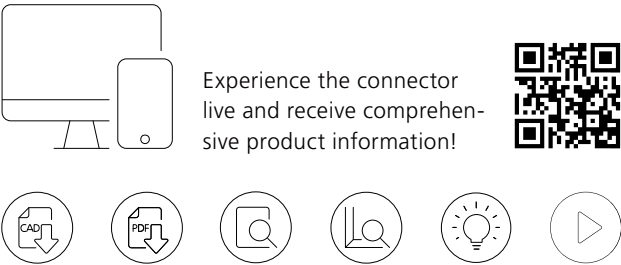 Experience the connector
live and receive comprehen-
sive product information!
CAD
PDF